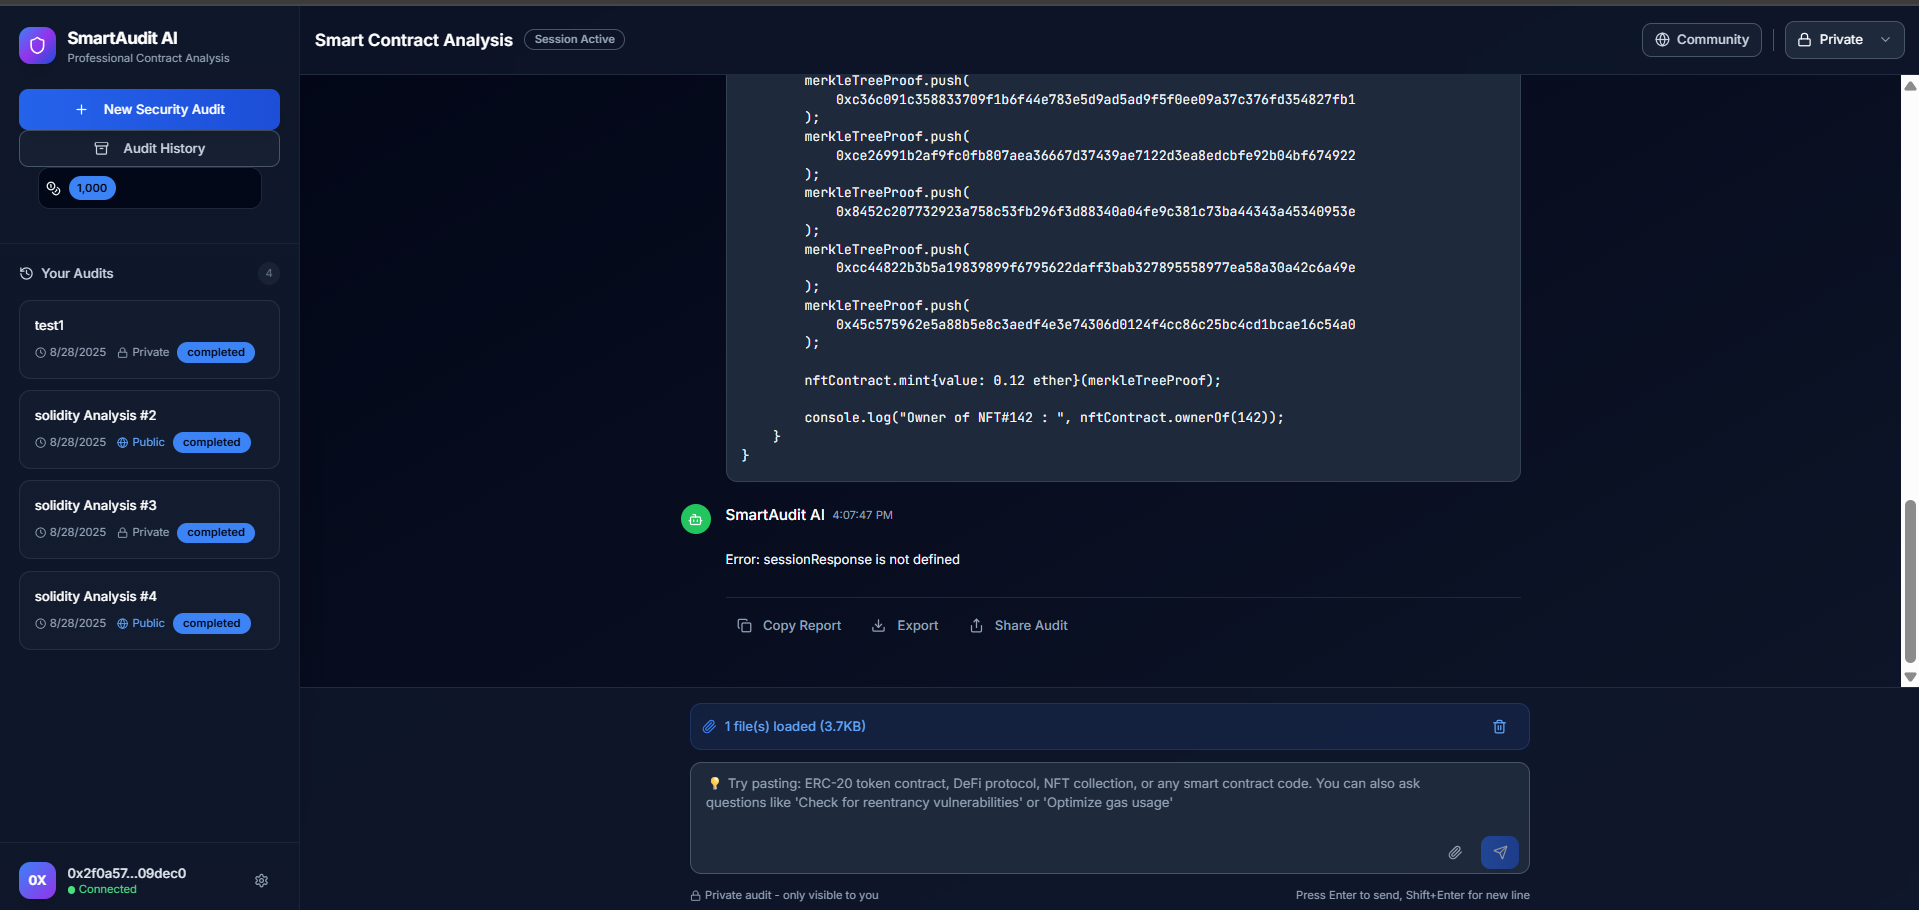 SmartAudit AI
Professional Contract Analysis
New Security Audit
Audit History
1,000
Your Audits
4
test1
8/28/2025 Private completed
solidity Analysis #2
8/28/2025 Public completed
solidity Analysis #3
8/28/2025 Private completed
solidity Analysis #4
8/28/2025 Public completed
0X
0x2f0a57...09dec0
Connected
Smart Contract Analysis Session Active
Community
Private
merkleTreeProof.push(
0xc36c091c358833709f1b6f44e783e5d9ad5ad9f5f0ee09a37c376fd354827fb1
);
merkleTreeProof.push(
0xce26991b2af9fc0fb807aea36667d37439ae7122d3ea8edcbfe92b04bf674922
);
merkleTreeProof.push(
0x8452c207732923a758c53fb296f3d88340a04fe9c381c73ba44343a45340953e
);
merkleTreeProof.push(
0xcc44822b3b5a19839899f6795622daff3bab327895558977ea58a30a42c6a49e
);
merkleTreeProof.push(
0x45c575962e5a88b5e8c3aedf4e3e74306d0124f4cc86c25bc4cd1bcae16c54a0
);
nftContract.mint{value: 0.12 ether}(merkleTreeProof);
console.log("Owner of NFT#142 : ", nftContract.ownerOf(142));
}
}
SmartAudit AI 4:07:47 PM
Error: sessionResponse is not defined
Copy Report Export Share Audit
1 file(s) loaded (3.7KB)
Try pasting: ERC-20 token contract, DeFi protocol, NFT collection, or any smart contract code. You can also ask
questions like 'Check for reentrancy vulnerabilities' or 'Optimize gas usage'
Private audit - only visible to you
Press Enter to send, Shift+Enter for new line